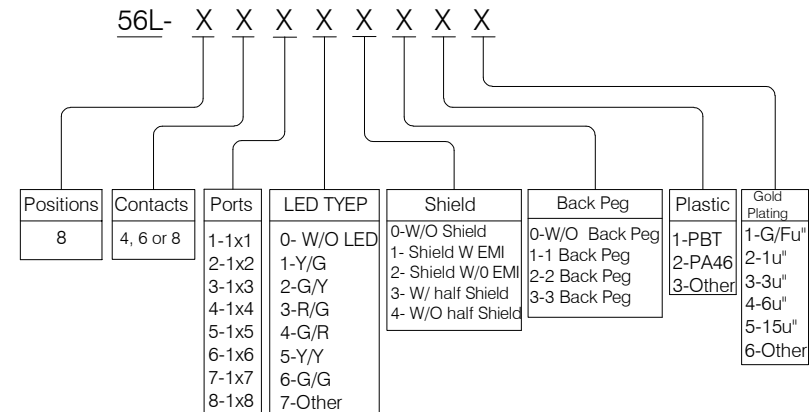 56L- X X X X X X X X
Positions
8
Contacts
4, 6 or 8
Ports
1-1x1
2-1x2
3-1x3
4-1x4
5-1x5
6-1x6
7-1x7
8-1x8
LED TYEP
0- W/O LED
1-Y/G
2-G/Y
3-R/G
4-G/R
5-Y/Y
6-G/G
7-Other
Shield
0-W/O Shield
1- Shield W EMI
2- Shield W/0 EMI
3- W/ half Shield
4- W/O half Shield
Back Peg
0-W/O Back Peg
1-1 Back Peg
2-2 Back Peg
3-3 Back Peg
Plastic
1-PBT
2-PA46
3-Other
Gold
Plating
1-G/Fu"
2-1u"
3-3u"
4-6u"
5-15u"
6-Other